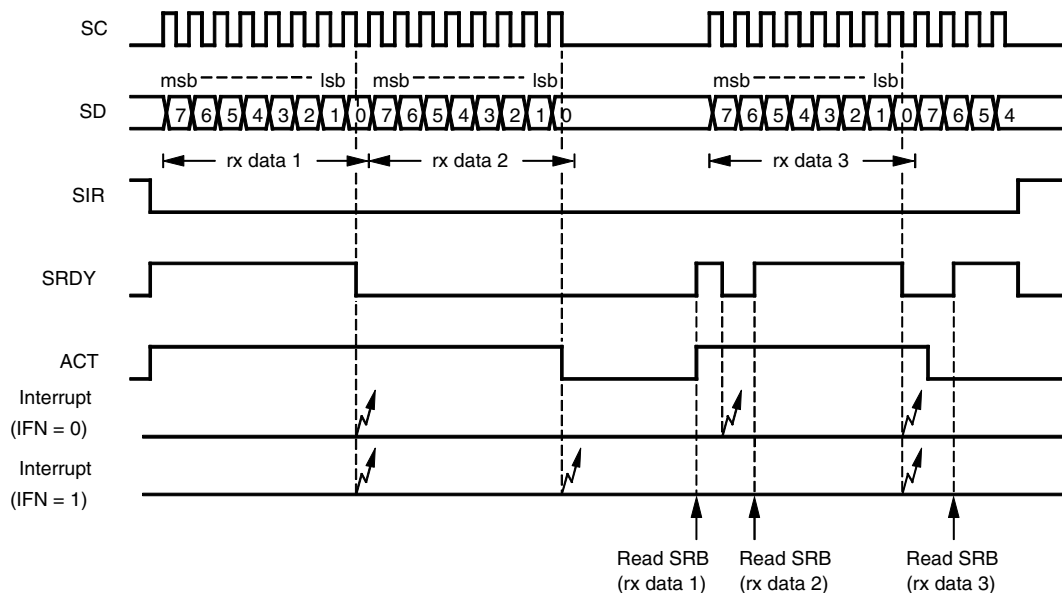 SC
msb lsb msb lsb msb lsb
SD 7 6 5 4 3 2 1 0 7 6 5 4 3 2 1 0 7 6 5 4 3 2 1 0 7 6 5 4
rx data 1 rx data 2 rx data 3
SIR
SRDY
ACT
Interrupt
(IFN = 0)
Interrupt
(IFN = 1)
Read SRB Read SRB Read SRB
(rx data 1) (rx data 2) (rx data 3)